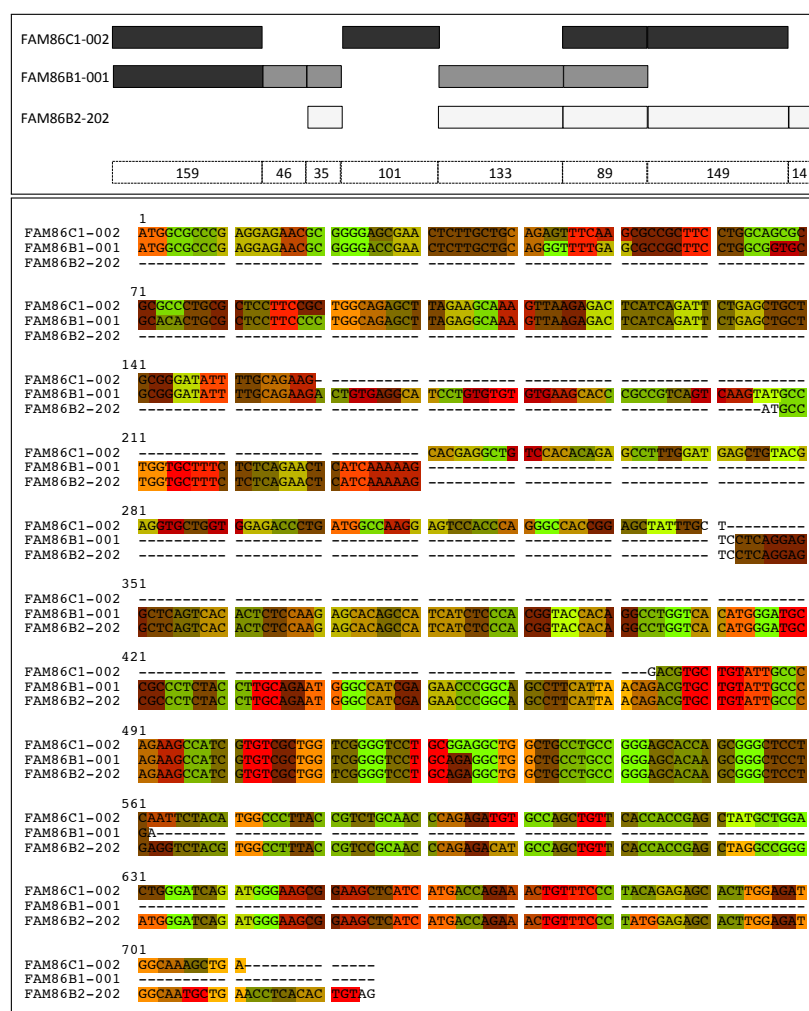 FAM86C1-002
FAM86B1-001
FAM86B2-202
159 46 35 101 133 89 149 14
1
FAM86C1-002 ATGGCGCCCG AGGAGAACGC GGGGAGCGAA CTCTTGCTGC AGAGTTTCAA GCGCCGCTTC CTGGCAGCGC
FAM86B1-001 ATGGCGCCCG AGGAGAACGC GGGGACCGAA CTCTTGCTGC AGGGTTTTGA GCGCCGCTTC CTGGCGGTGC
FAM86B2-202 ---------- ---------- ---------- ---------- ---------- ---------- ----------
71
FAM86C1-002 GCGCCCTGCG CTCCTTCCGC TGGCAGAGCT TAGAAGCAAA GTTAAGAGAC TCATCAGATT CTGAGCTGCT
FAM86B1-001 GCACACTGCG CTCCTTCCCC TGGCAGAGCT TAGAGGCAAA GTTAAGAGAC TCATCAGATT CTGAGCTGCT
FAM86B2-202 ---------- ---------- ---------- ---------- ---------- ---------- ----------
141
FAM86C1-002 GCGGGATATT TTGCAGAAG- ---------- ---------- ---------- ---------- ----------
FAM86B1-001 GCGGGATATT TTGCAGAAGA CTGTGAGGCA TCCTGTGTGT GTGAAGCACC CGCCGTCAGT CAAGTATGCC
FAM86B2-202 ---------- ---------- ---------- ---------- ---------- ---------- -----ATGCC
211
FAM86C1-002 ---------- ---------- ---------- CACGAGGCTG TCCACACAGA GCCTTTGGAT GAGCTGTACG
FAM86B1-001 TGGTGCTTTC TCTCAGAACT CATCAAAAAG ---------- ---------- ---------- ----------
FAM86B2-202 TGGTGCTTTC TCTCAGAACT CATCAAAAAG ---------- ---------- ---------- ----------
281
FAM86C1-002 AGGTGCTGGT GGAGACCCTG ATGGCCAAGG AGTCCACCCA GGGCCACCGG AGCTATTTGC T---------
FAM86B1-001 ---------- ---------- ---------- ---------- ---------- ---------- TCCTCAGGAG
FAM86B2-202 ---------- ---------- ---------- ---------- ---------- ---------- TCCTCAGGAG
351
FAM86C1-002 ---------- ---------- ---------- ---------- ---------- ---------- ----------
FAM86B1-001 GCTCAGTCAC ACTCTCCAAG AGCACAGCCA TCATCTCCCA CGGTACCACA GGCCTGGTCA CATGGGATGC
FAM86B2-202 GCTCAGTCAC ACTCTCCAAG AGCACAGCCA TCATCTCCCA CGGTACCACA GGCCTGGTCA CATGGGATGC
421
FAM86C1-002 ---------- ---------- ---------- ---------- ---------- ---GACGTGC TGTATTGCCC
FAM86B1-001 CGCCCTCTAC CTTGCAGAAT GGGCCATCGA GAACCCGGCA GCCTTCATTA ACAGACGTGC TGTATTGCCC
FAM86B2-202 CGCCCTCTAC CTTGCAGAAT GGGCCATCGA GAACCCGGCA GCCTTCATTA ACAGACGTGC TGTATTGCCC
491
FAM86C1-002 AGAAGCCATC GTGTCGCTGG TCGGGGTCCT GCGGAGGCTG GCTGCCTGCC GGGAGCACCA GCGGGCTCCT
FAM86B1-001 AGAAGCCATC GTGTCGCTGG TCGGGGTCCT GCAGAGGCTG GCTGCCTGCC GGGAGCACAA GCGGGCTCCT
FAM86B2-202 AGAAGCCATC GTGTCGCTGG TCGGGGTCCT GCAGAGGCTG GCTGCCTGCC GGGAGCACAA GCGGGCTCCT
561
FAM86C1-002 CAATTCTACA TGGCCCTTAC CGTCTGCAAC CCAGAGATGT GCCAGCTGTT CACCACCGAG CTATGCTGGA
FAM86B1-001 GA-------- ---------- ---------- ---------- ---------- ---------- ----------
FAM86B2-202 GAGGTCTACG TGGCCTTTAC CGTCCGCAAC CCAGAGACAT GCCAGCTGTT CACCACCGAG CTAGGCCGGG
631
FAM86C1-002 CTGGGATCAG ATGGGAAGCG GAAGCTCATC ATGACCAGAA ACTGTTTCCC TACAGAGAGC ACTTGGAGAT
FAM86B1-001 ---------- ---------- ---------- ---------- ---------- ---------- ----------
FAM86B2-202 ATGGGATCAG ATGGGAAGCG GAAGCTCATC ATGACCAGAA ACTGTTTCCC TATGGAGAGC ACTTGGAGAT
701
FAM86C1-002 GGCAAAGCTG A--------- -----
FAM86B1-001 ---------- ---------- -----
FAM86B2-202 GGCAATGCTG AACCTCACAC TGTAG